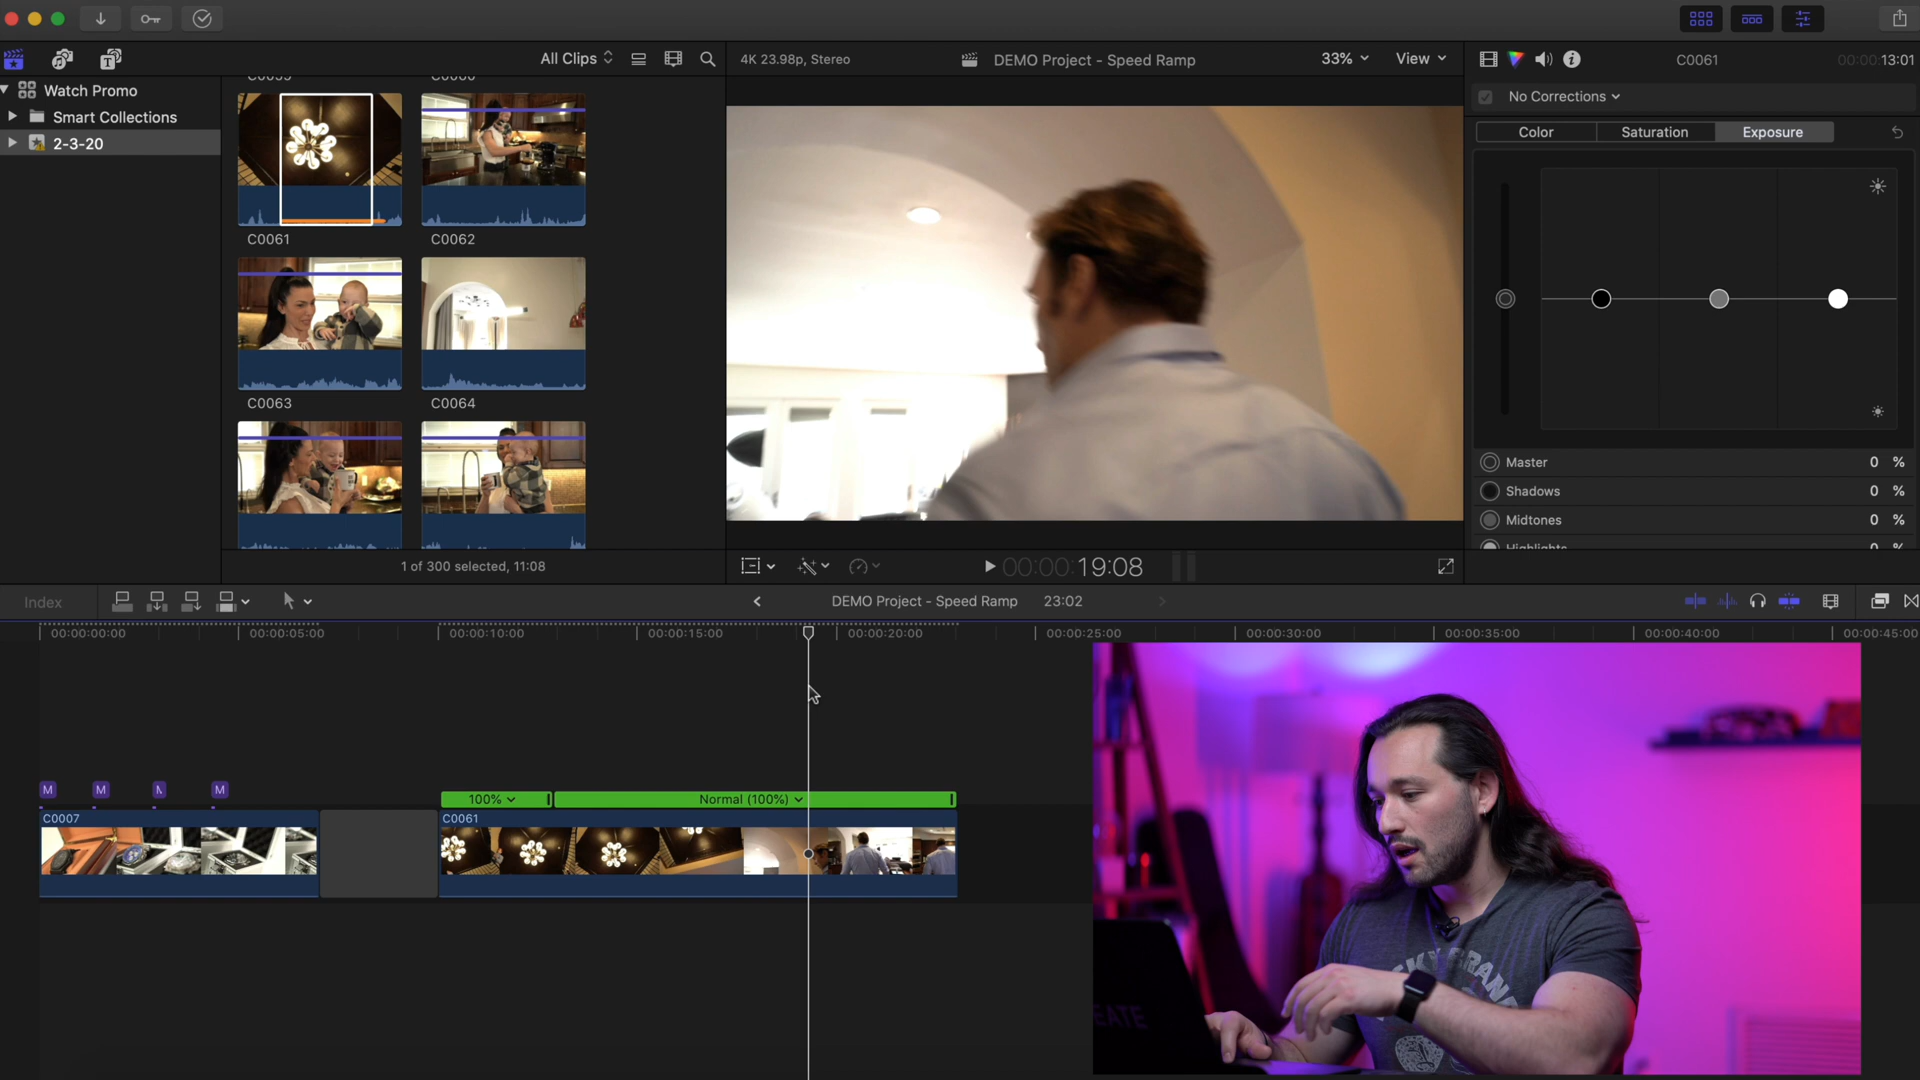 All Clips
4K 23.98p, Stereo
DEMO Project - Speed Ramp
33%
View
C0061
00:00:00:13:01
Watch Promo
Smart Collections
2-3-20
No Corrections
Color
Saturation
Exposure
C0061
C0062
C0063
C0064
Master
0 %
Shadows
0 %
Midtones
0 %
Highlights
1 of 300 selected, 11:08
00:00:00:19:08
Index
DEMO Project - Speed Ramp
23:02
00:00:00:00
00:00:05:00
00:00:10:00
00:00:15:00
00:00:20:00
00:00:25:00
00:00:30:00
00:00:35:00
00:00:40:00
00:00:45:00
M
M
M
M
100%
Normal (100%)
C0007
C0061
EATE